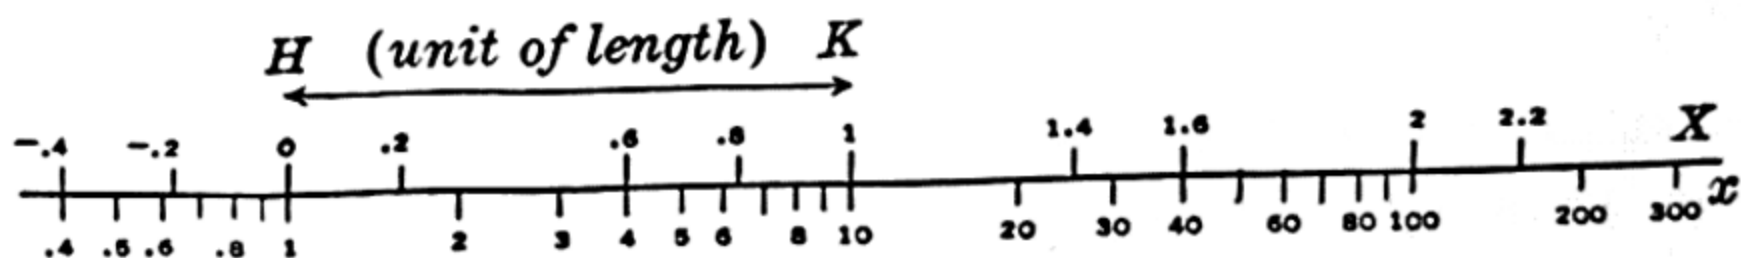 H (unit of length) K
-.4 -.2 0 .2 .6 .8 1 1.4 1.6 2 2.2 X
.4 .5 .6 .8 1 2 3 4 5 6 8 10 20 30 40 60 80 100 200 300 x